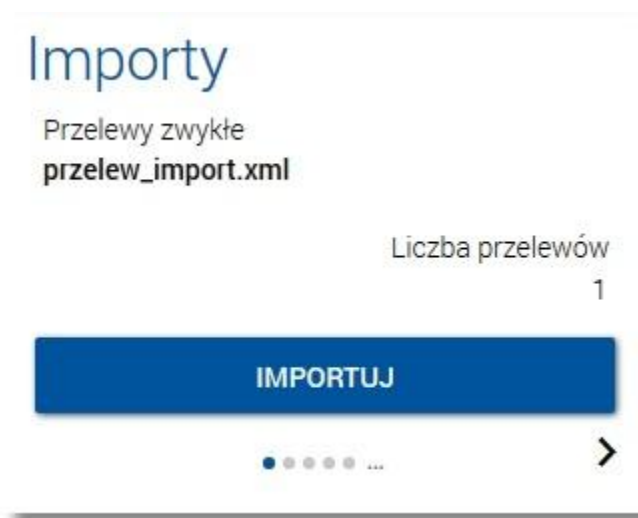 Importy
Przelewy zwykłe
przelew_import.xml
Liczba przelewów
1
IMPORTUJ
...